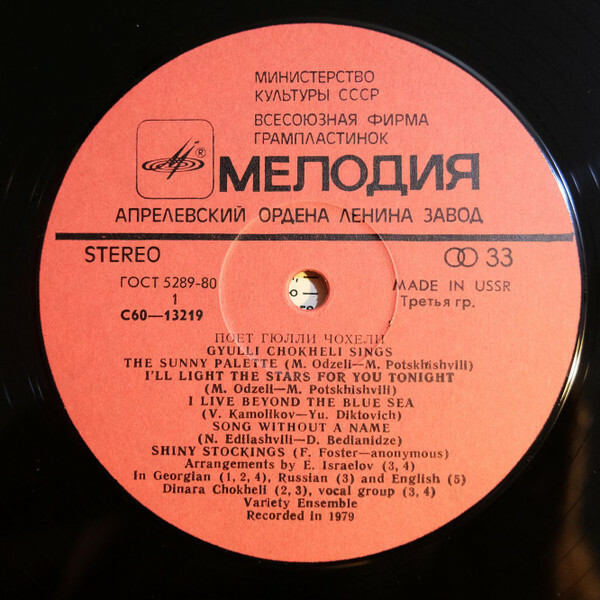 МИНИСТЕРСТВО
КУЛЬТУРЫ СССР
ВСЕСОЮЗНАЯ ФИРМА
ГРАМПЛАСТИНОК
®
МЕЛОДИЯ
АПРЕЛЕВСКИЙ ОРДЕНА ЛЕНИНА ЗАВОД
STEREO
33
ГОСТ 5289-80
MADE IN USSR
1
Третья гр.
С60—13219
ПОЕТ ГЮЛЛИ ЧОХЕЛИ
GYULLI CHOKHELI SINGS
THE SUNNY PALETTE (M. Odzeli—M. Potskhishvili)
I'LL LIGHT THE STARS FOR YOU TONIGHT
(M. Odzeli—M. Potskhishvili)
I LIVE BEYOND THE BLUE SEA
(V. Kamolikov—Yu. Diktovich)
SONG WITHOUT A NAME
(N. Edilashvili—D. Bedianidze)
SHINY STOCKINGS (F. Foster—anonymous)
Arrangements by E. Israelov (3, 4)
In Georgian (1, 2, 4), Russian (3) and English (5)
Dinara Chokheli (2, 3), vocal group (3, 4)
Variety Ensemble
Recorded in 1979